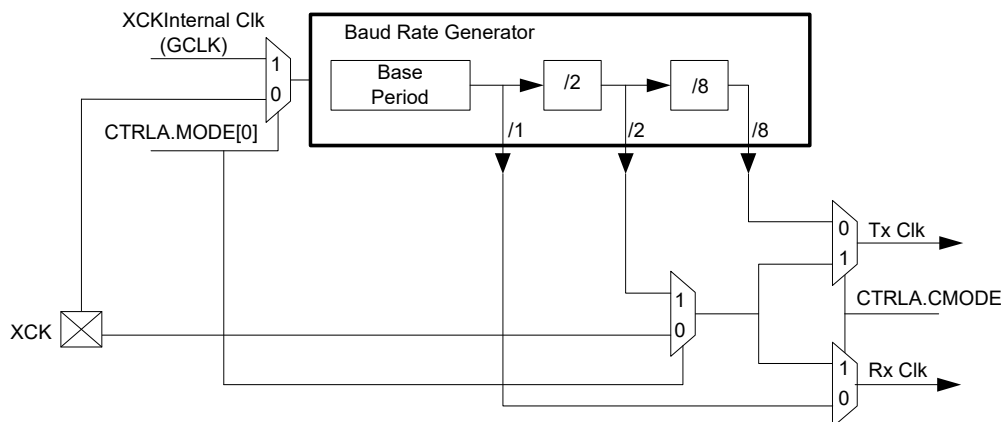 XCKInternal Clk
(GCLK)
Baud Rate Generator
1
0
Base
Period
/2
/8
CTRLA.MODE[0]
/1
/2
/8
0
Tx Clk
1
1
0
CTRLA.CMODE
XCK
1
Rx Clk
0